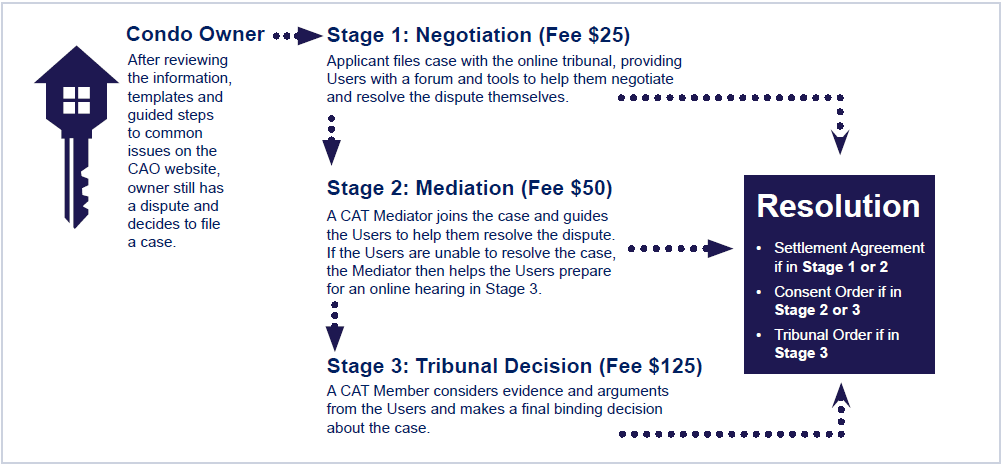 Condo Owner
After reviewing
the information,
templates and
guided steps
to common
issues on the
CAO website,
owner still has
a dispute and
decides to file
a case.
Stage 1: Negotiation (Fee $25)
Applicant files case with the online tribunal, providing
Users with a forum and tools to help them negotiate
and resolve the dispute themselves.
Stage 2: Mediation (Fee $50)
A CAT Mediator joins the case and guides
the Users to help them resolve the dispute.
If the Users are unable to resolve the case,
the Mediator then helps the Users prepare
for an online hearing in Stage 3.
Stage 3: Tribunal Decision (Fee $125)
A CAT Member considers evidence and arguments
from the Users and makes a final binding decision
about the case.
Resolution
• Settlement Agreement
if in Stage 1 or 2
• Consent Order if in
Stage 2 or 3
• Tribunal Order if in
Stage 3